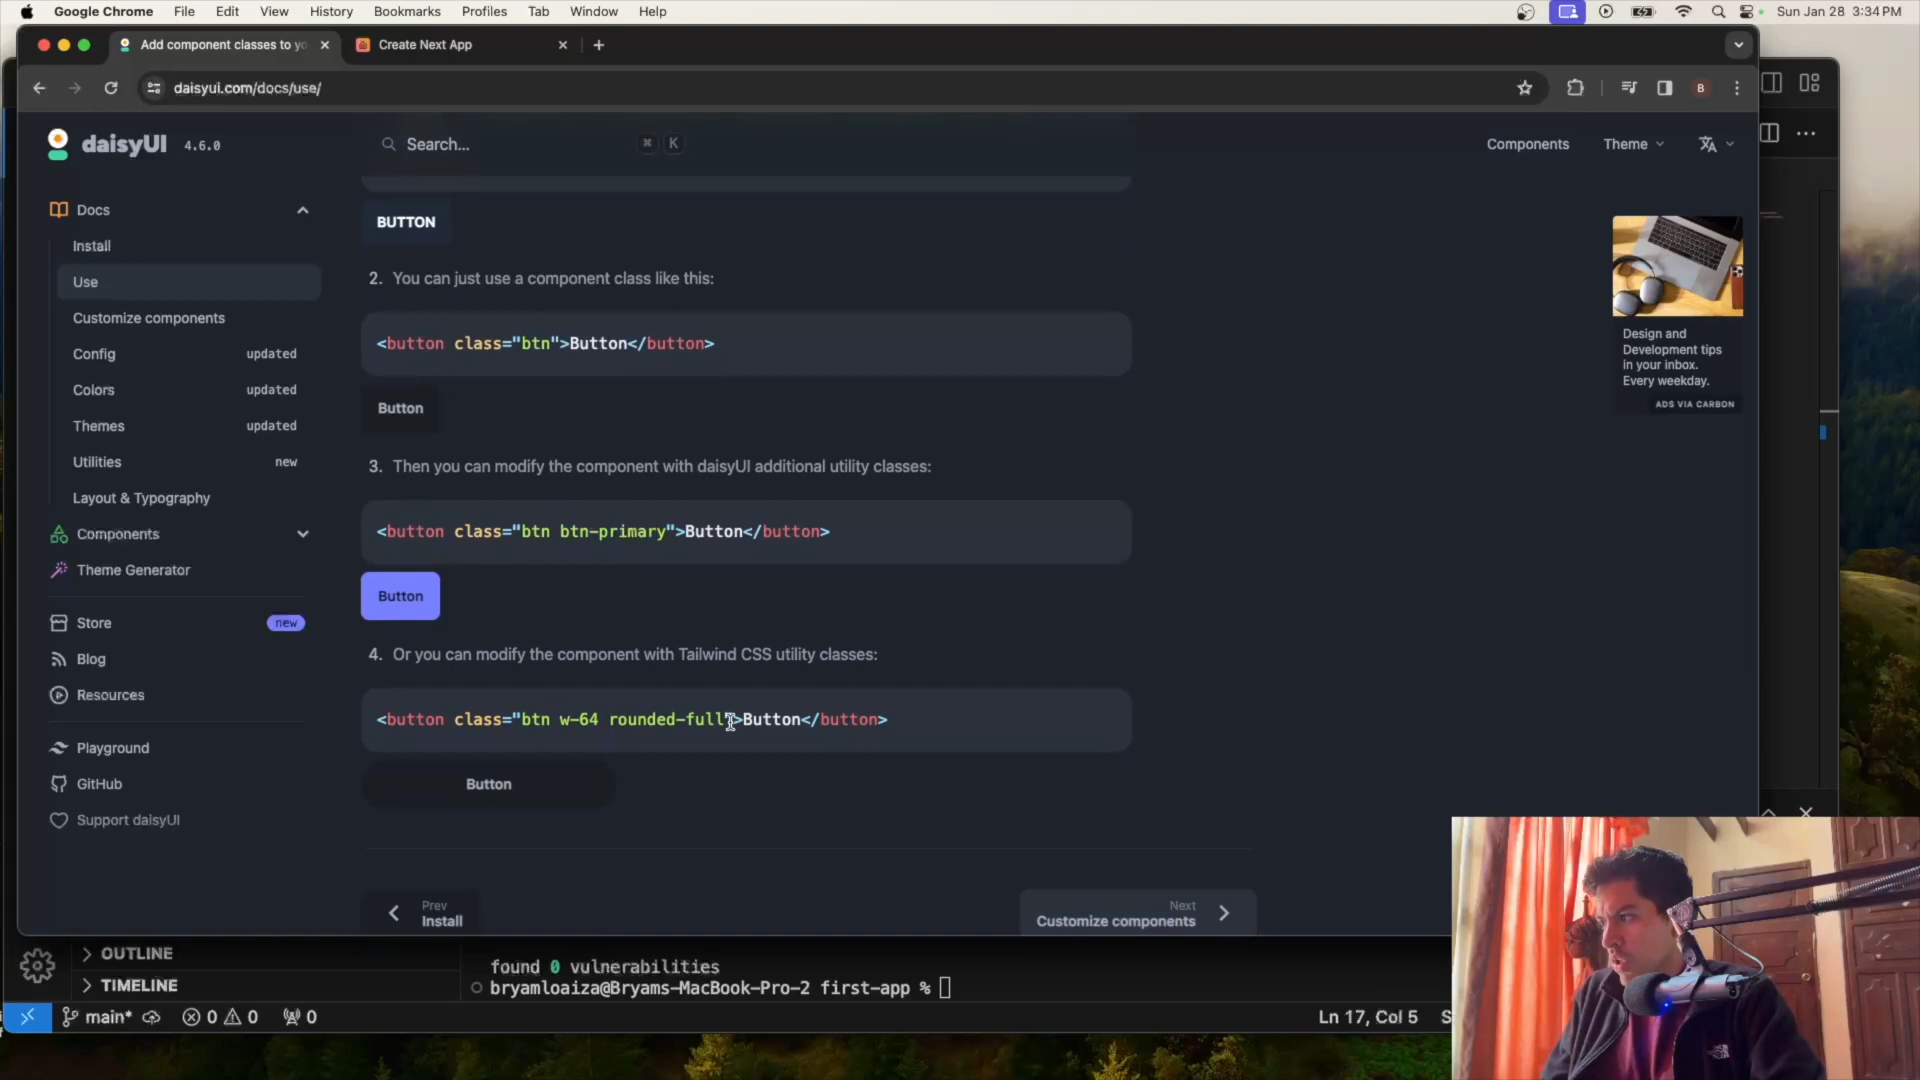 Google Chrome File Edit View History Bookmarks Profiles Tab Window Help Sun Jan 28 3:34 PM
Add component classes to yo Create Next App
daisyui.com/docs/use/ B
daisyUI 4.6.0 Search... ⌘ K Components Theme
Docs
Install
Use
Customize components
Config updated
Colors updated
Themes updated
Utilities new
Layout & Typography
Components
Theme Generator
Store new
Blog
Resources
Playground
GitHub
Support daisyUI
BUTTON
2. You can just use a component class like this:
<button class="btn">Button</button>
Button
3. Then you can modify the component with daisyUI additional utility classes:
<button class="btn btn-primary">Button</button>
Button
4. Or you can modify the component with Tailwind CSS utility classes:
<button class="btn w-64 rounded-full">Button</button>
Button
Prev
Install
Next
Customize components
Design and
Development tips
in your inbox.
Every weekday.
ADS VIA CARBON
OUTLINE
TIMELINE
found 0 vulnerabilities
bryamloaiza@Bryams-MacBook-Pro-2 first-app %
main* 0 0 0 Ln 17, Col 5 S